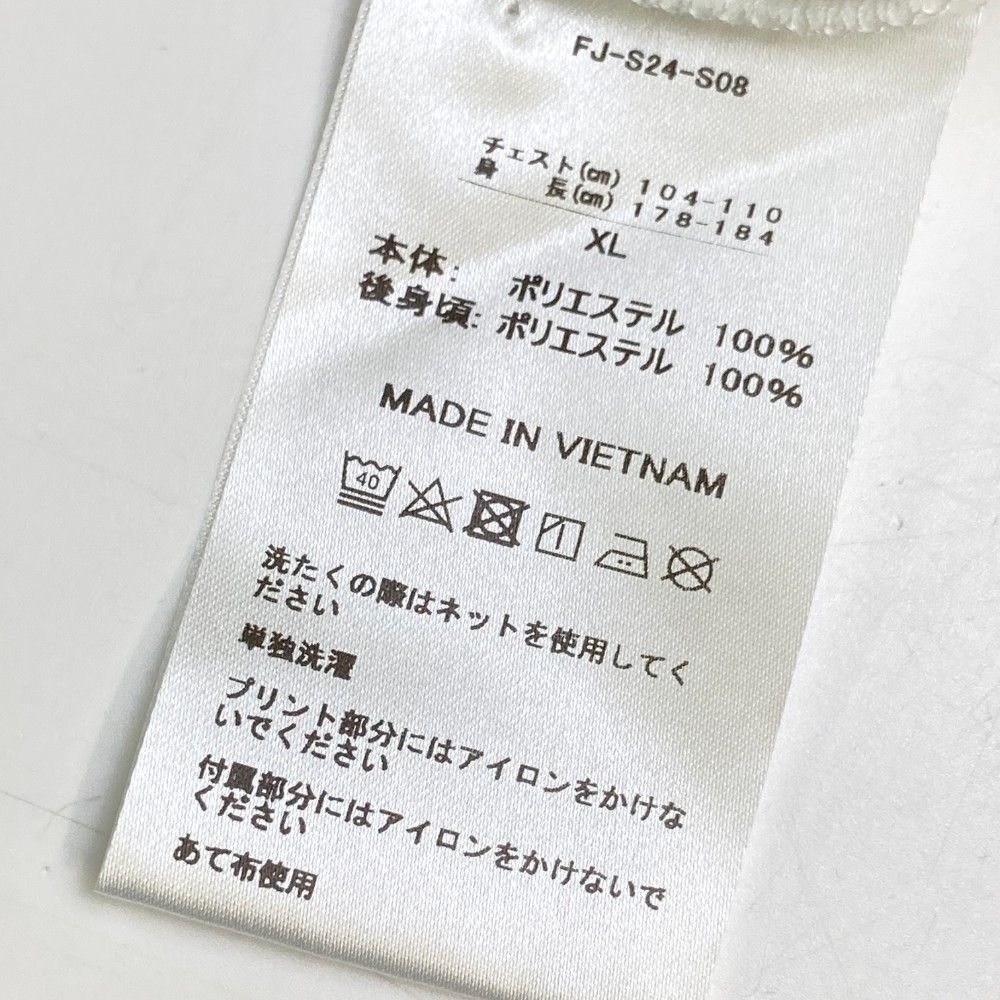 FJ-S24-S08
チェスト(㎝) 104-110
身　　長(㎝) 178-184
XL
本体:　ポリエステル 100%
後身頃: ポリエステル 100%
MADE IN VIETNAM
40
洗たくの際はネットを使用してく
ださい
単独洗濯
プリント部分にはアイロンをかけな
いでください
付属部分にはアイロンをかけないで
ください
あて布使用